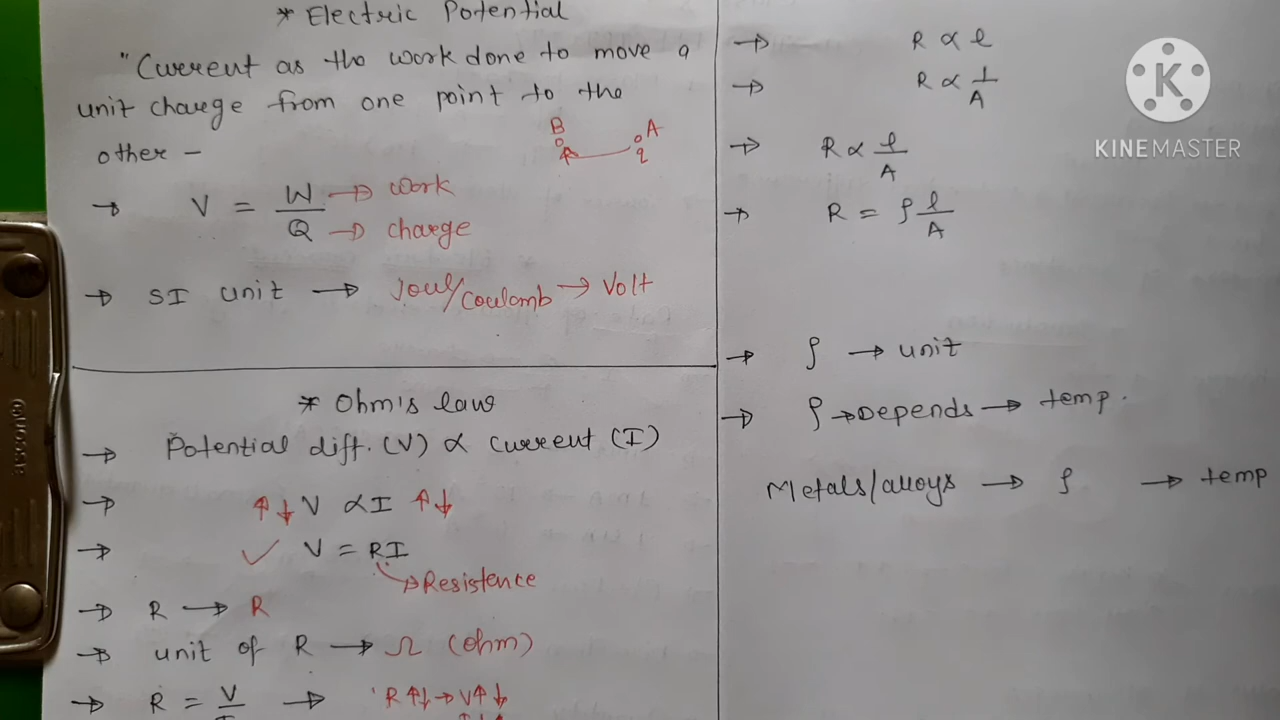 * Electric Potential
"Current as the work done to move a
unit charge from one point to the
other -
B A
q
→ V = W/Q → work
→ charge
→ SI unit → Joul/Coulomb → Volt
* Ohm's law
→ Potential diff. (V) ∝ current (I)
→ ↑↓ V ∝ I ↑↓
→ ✓ V = RI
→ Resistence
→ R → R
→ unit of R → Ω (ohm)
→ R = V/I → R↑↓ → V↑↓
→ R ∝ l
→ R ∝ 1/A
→ R ∝ l/A
→ R = ρ l/A
→ ρ → unit
→ ρ → Depends → temp.
Metals/alloys → ρ → temp
K
KINEMASTER